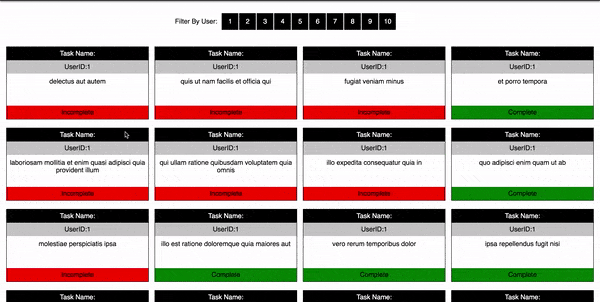 Filter By User: 1 2 3 4 5 6 7 8 9 10
Task Name: Task Name: Task Name: Task Name:
UserID:1 UserID:1 UserID:1 UserID:1
delectus aut autem quis ut nam facilis et officia qui fugiat veniam minus et porro tempora
Incomplete Incomplete Incomplete Complete
Task Name: Task Name: Task Name: Task Name:
UserID:1 UserID:1 UserID:1 UserID:1
laboriosam mollitia et enim quasi adipisci quia qui ullam ratione quibusdam voluptatem quia illo expedita consequatur quia in quo adipisci enim quam ut ab
provident illum omnis
Incomplete Incomplete Incomplete Complete
Task Name: Task Name: Task Name: Task Name:
UserID:1 UserID:1 UserID:1 UserID:1
molestiae perspiciatis ipsa illo est ratione doloremque quia maiores aut vero rerum temporibus dolor ipsa repellendus fugit nisi
Incomplete Complete Complete Complete
Task Name: Task Name: Task Name: Task Name: